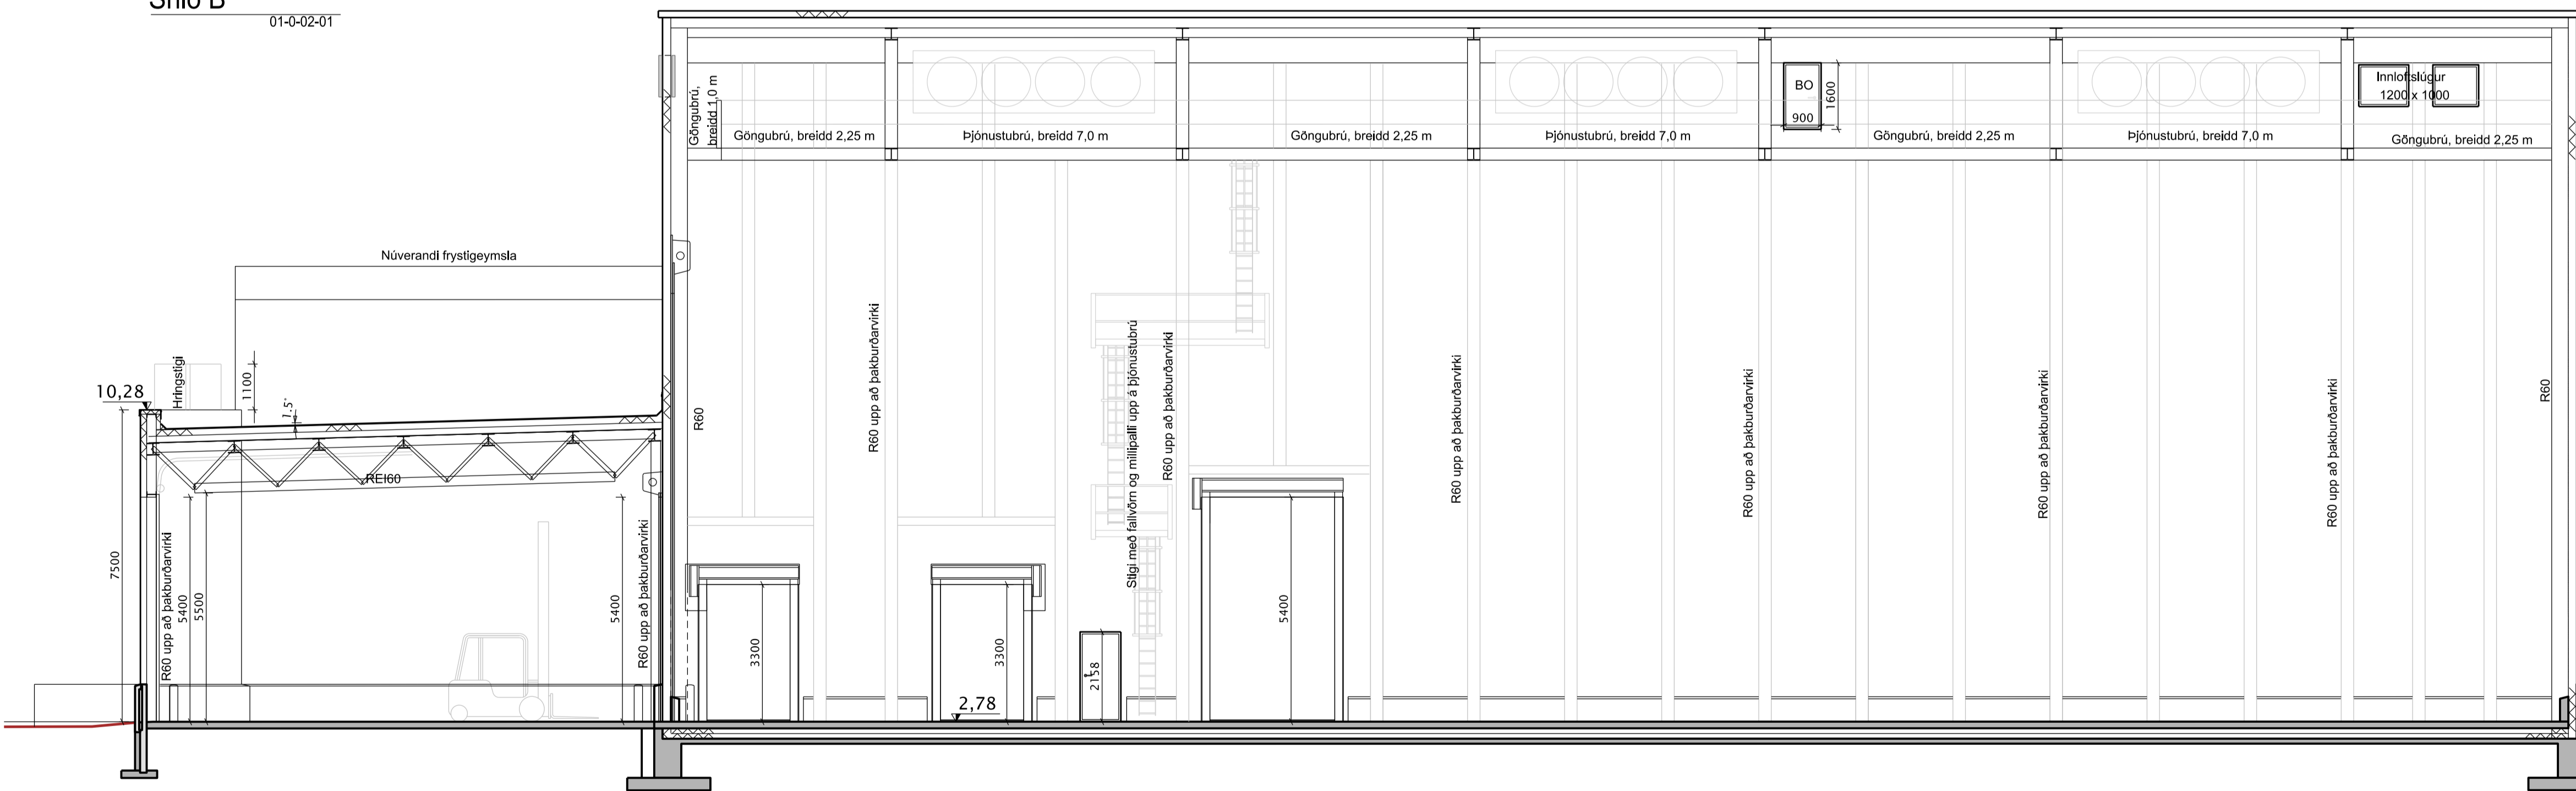 Snið B
01-0-02-01
Göngubrú,
breidd 1,0 m
Göngubrú, breidd 2,25 m
Þjónustubrú, breidd 7,0 m
Göngubrú, breidd 2,25 m
Þjónustubrú, breidd 7,0 m
BO
900
1600
Göngubrú, breidd 2,25 m
Þjónustubrú, breidd 7,0 m
Innloftslúgur
1200 x 1000
Göngubrú, breidd 2,25 m
Núverandi frystigeymsla
Hringstigi
1100
10,28
1.5°
REI60
7500
R60 upp að þakburðarvirki
5400
5500
5400
R60 upp að þakburðarvirki
R60
R60 upp að þakburðarvirki
Stigi með fallvörn og millipalli upp á þjónustubrú
R60 upp að þakburðarvirki
R60 upp að þakburðarvirki
R60 upp að þakburðarvirki
R60 upp að þakburðarvirki
R60 upp að þakburðarvirki
R60
3300
3300
2158
5400
2,78